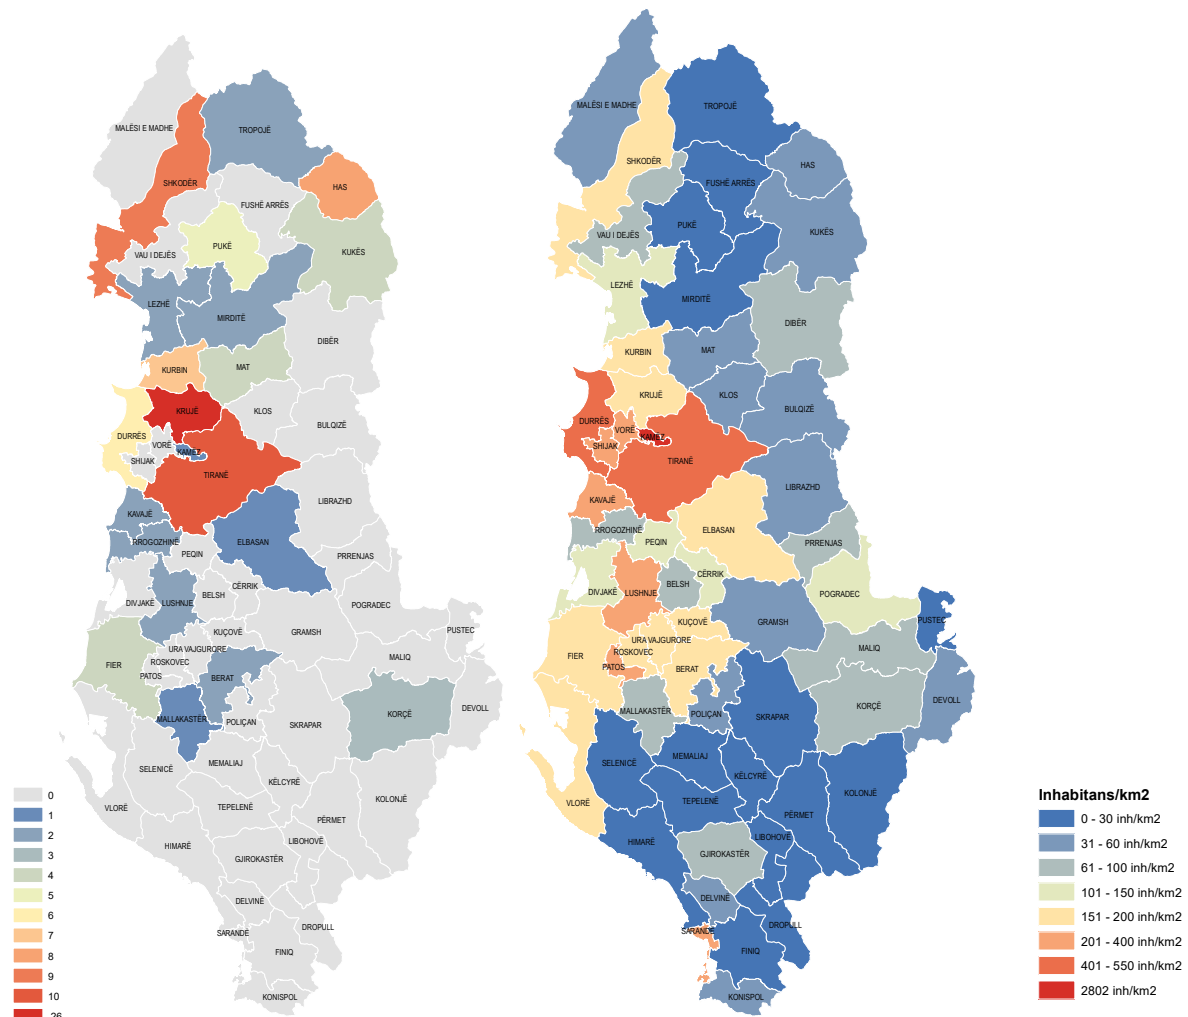 MALËSI E MADHE
TROPOJË
SHKODËR
HAS
FUSHË ARRËS
PUKË
VAU I DEJËS
KUKËS
LEZHË
MIRDITË
DIBËR
KURBIN
MAT
KRUJË
KLOS
BULQIZË
DURRËS
VORË
KAMËZ
SHIJAK
TIRANË
LIBRAZHD
KAVAJË
RROGOZHINË
ELBASAN
PEQIN
PRRENJAS
CËRRIK
BELSH
DIVJAKË
LUSHNJE
POGRADEC
KUÇOVË
GRAMSH
PUSTEC
URA VAJGURORE
MALIQ
ROSKOVEC
FIER
PATOS
BERAT
KORÇË
DEVOLL
MALLAKASTËR
POLIÇAN
SKRAPAR
SELENICË
MEMALIAJ
KËLCYRË
KOLONJË
VLORË
TEPELENË
PËRMET
HIMARË
LIBOHOVË
GJIROKASTËR
DELVINË
SARANDË
DROPULL
FINIQ
KONISPOL
0
1
2
3
4
5
6
7
8
9
10
26
MALËSI E MADHE
TROPOJË
SHKODËR
HAS
FUSHË ARRËS
PUKË
VAU I DEJËS
KUKËS
LEZHË
MIRDITË
DIBËR
KURBIN
MAT
KRUJË
KLOS
BULQIZË
DURRËS
VORË
KAMËZ
SHIJAK
TIRANË
LIBRAZHD
KAVAJË
RROGOZHINË
ELBASAN
PEQIN
PRRENJAS
CËRRIK
BELSH
DIVJAKË
LUSHNJE
POGRADEC
KUÇOVË
GRAMSH
PUSTEC
URA VAJGURORE
MALIQ
ROSKOVEC
FIER
PATOS
BERAT
KORÇË
DEVOLL
MALLAKASTËR
POLIÇAN
SKRAPAR
SELENICË
MEMALIAJ
KËLCYRË
KOLONJË
VLORË
TEPELENË
PËRMET
HIMARË
LIBOHOVË
GJIROKASTËR
DELVINË
SARANDË
DROPULL
FINIQ
KONISPOL
Inhabitans/km2
0 - 30 inh/km2
31 - 60 inh/km2
61 - 100 inh/km2
101 - 150 inh/km2
151 - 200 inh/km2
201 - 400 inh/km2
401 - 550 inh/km2
2802 inh/km2